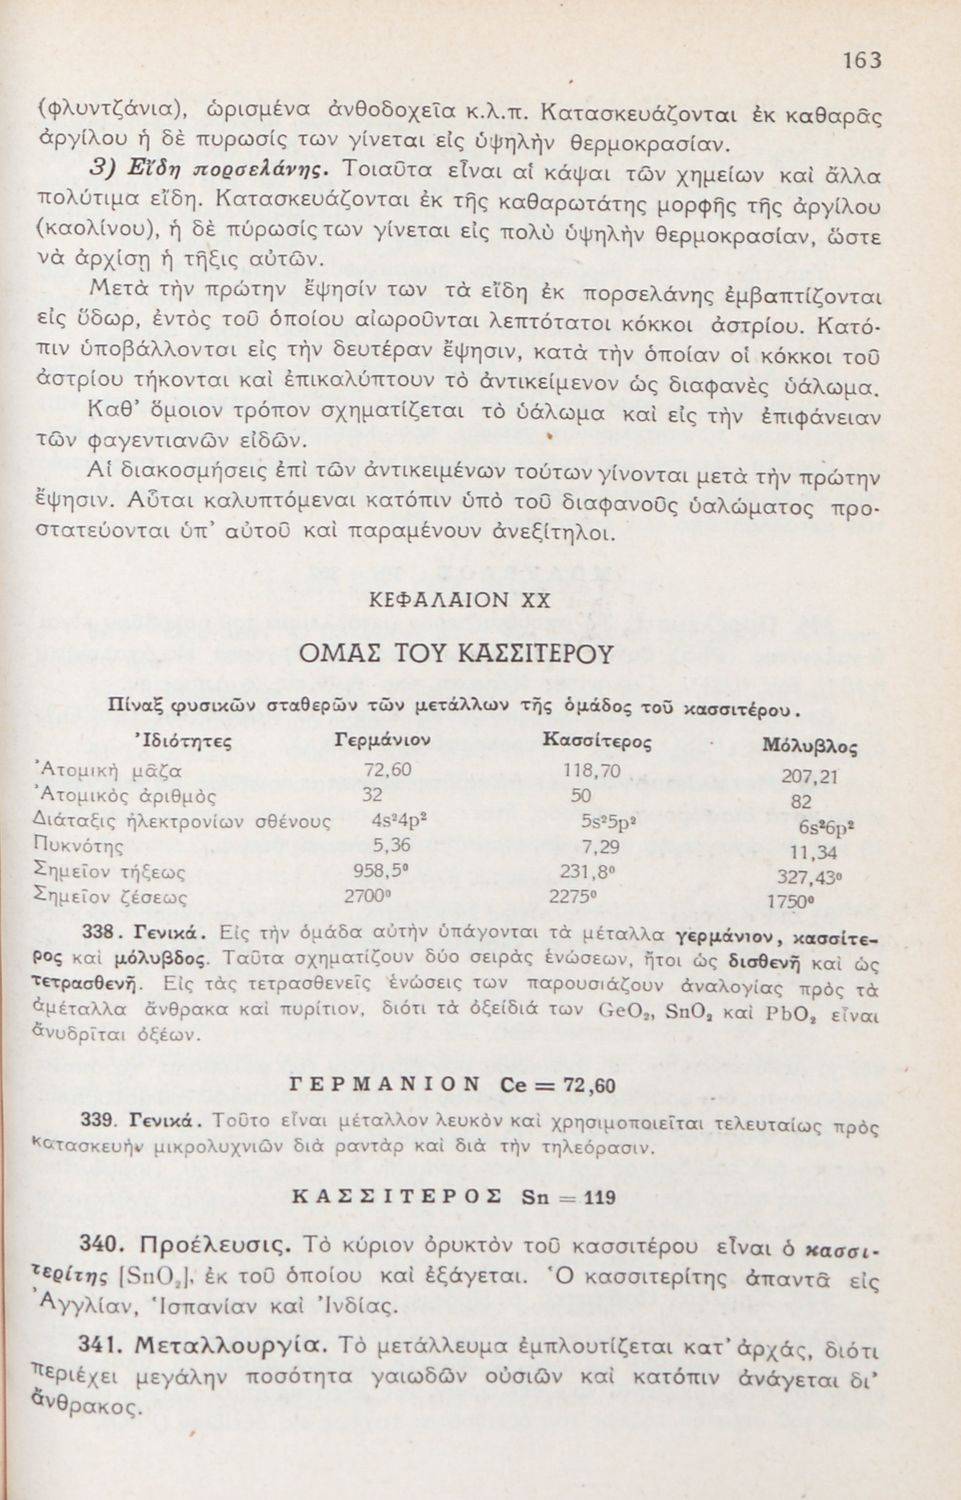 163
(φλυντζάνια), ὡρισμένα ἀνθοδοχεῖα κ.λ.π. Κατασκευάζονται ἐκ καθαρᾶς
ἀργίλου ἡ δὲ πυρωσίς των γίνεται εἰς ὑψηλὴν θερμοκρασίαν.
3) Εἴδη πορσελάνης. Τοιαῦτα εἶναι αἱ κάψαι τῶν χημείων καὶ ἄλλα
πολύτιμα εἴδη. Κατασκευάζονται ἐκ τῆς καθαρωτάτης μορφῆς τῆς ἀργίλου
(καολίνου), ἡ δὲ πύρωσίς των γίνεται εἰς πολὺ ὑψηλὴν θερμοκρασίαν, ὥστε
νὰ ἀρχίσῃ ἡ τῆξις αὐτῶν.
Μετὰ τὴν πρώτην ἔψησίν των τὰ εἴδη ἐκ πορσελάνης ἐμβαπτίζονται
εἰς ὕδωρ, ἐντὸς τοῦ ὁποίου αἰωροῦνται λεπτότατοι κόκκοι ἀστρίου. Κατό-
πιν ὑποβάλλονται εἰς τὴν δευτέραν ἔψησιν, κατὰ τὴν ὁποίαν οἱ κόκκοι τοῦ
ἀστρίου τήκονται καὶ ἐπικαλύπτουν τὸ ἀντικείμενον ὡς διαφανὲς ὑάλωμα.
Καθ' ὅμοιον τρόπον σχηματίζεται τὸ ὑάλωμα καὶ εἰς τὴν ἐπιφάνειαν
τῶν φαγεντιανῶν εἰδῶν.
Αἱ διακοσμήσεις ἐπὶ τῶν ἀντικειμένων τούτων γίνονται μετὰ τὴν πρώτην
ἔψησιν. Αὗται καλυπτόμεναι κατόπιν ὑπὸ τοῦ διαφανοῦς ὑαλώματος προ-
στατεύονται ὑπ' αὐτοῦ καὶ παραμένουν ἀνεξίτηλοι.
ΚΕΦΑΛΑΙΟΝ XX
ΟΜΑΣ ΤΟΥ ΚΑΣΣΙΤΕΡΟΥ
Πίναξ φυσικῶν σταθερῶν τῶν μετάλλων τῆς ὁμάδος τοῦ κασσιτέρου.
Ἰδιότητες Γερμάνιον Κασσίτερος Μόλυβλος
Ἀτομικὴ μᾶζα 72,60 118,70 207,21
Ἀτομικὸς ἀριθμὸς 32 50 82
Διάταξις ἠλεκτρονίων σθένους 4s²4p² 5s²5p² 6s²6p²
Πυκνότης 5,36 7,29 11,34
Σημεῖον τήξεως 958,5° 231,8° 327,43°
Σημεῖον ζέσεως 2700° 2275° 1750°
338. Γενικά. Εἰς τὴν ὁμάδα αὐτὴν ὑπάγονται τὰ μέταλλα γερμάνιον, κασσίτε-
ρος καὶ μόλυβδος. Ταῦτα σχηματίζουν δύο σειρὰς ἑνώσεων, ἤτοι ὡς δισθενῆ καὶ ὡς
τετρασθενῆ. Εἰς τὰς τετρασθενεῖς ἑνώσεις των παρουσιάζουν ἀναλογίας πρὸς τὰ
ἀμέταλλα ἄνθρακα καὶ πυρίτιον, διότι τὰ ὀξείδιά των GeO₂, SnO₂ καὶ PbO₂ εἶναι
ἀνυδρῖται ὀξέων.
ΓΕΡΜΑΝΙΟΝ Ce = 72,60
339. Γενικά. Τοῦτο εἶναι μέταλλον λευκὸν καὶ χρησιμοποιεῖται τελευταίως πρὸς
κατασκευὴν μικρολυχνιῶν διὰ ραντὰρ καὶ διὰ τὴν τηλεόρασιν.
ΚΑΣΣΙΤΕΡΟΣ Sn = 119
340. Προέλευσις. Τὸ κύριον ὀρυκτὸν τοῦ κασσιτέρου εἶναι ὁ κασσι-
τερίτης [SnO₂], ἐκ τοῦ ὁποίου καὶ ἐξάγεται. Ὁ κασσιτερίτης ἀπαντᾶ εἰς
Ἀγγλίαν, Ἱσπανίαν καὶ Ἰνδίας.
341. Μεταλλουργία. Τὸ μετάλλευμα ἐμπλουτίζεται κατ' ἀρχάς, διότι
περιέχει μεγάλην ποσότητα γαιωδῶν οὐσιῶν καὶ κατόπιν ἀνάγεται δι'
ἄνθρακος.